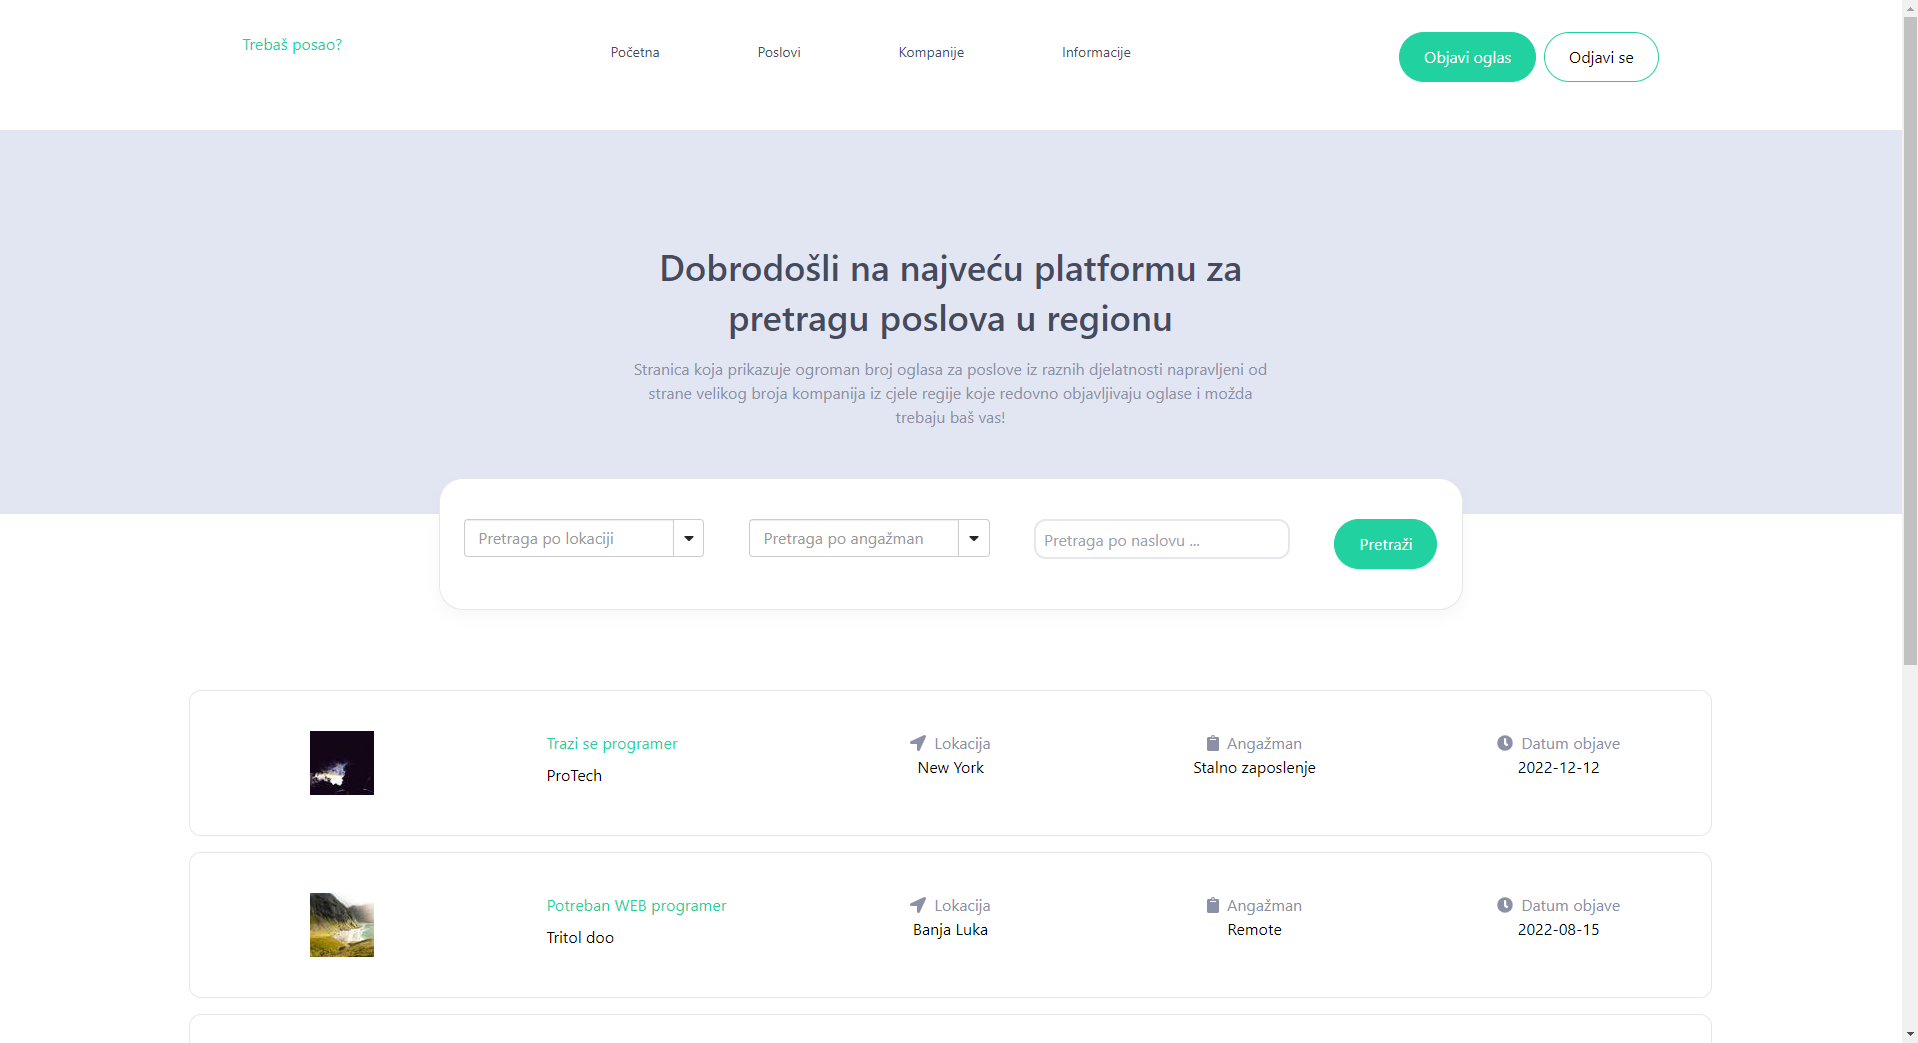 Trebaš posao?
Početna
Poslovi
Kompanije
Informacije
Objavi oglas
Odjavi se
Dobrodošli na najveću platformu za
pretragu poslova u regionu
Stranica koja prikazuje ogroman broj oglasa za poslove iz raznih djelatnosti napravljeni od
strane velikog broja kompanija iz cjele regije koje redovno objavljivaju oglase i možda
trebaju baš vas!
Pretraga po lokaciji
Pretraga po angažman
Pretraga po naslovu ...
Pretraži
Trazi se programer
ProTech
Lokacija
New York
Angažman
Stalno zaposlenje
Datum objave
2022-12-12
Potreban WEB programer
Tritol doo
Lokacija
Banja Luka
Angažman
Remote
Datum objave
2022-08-15